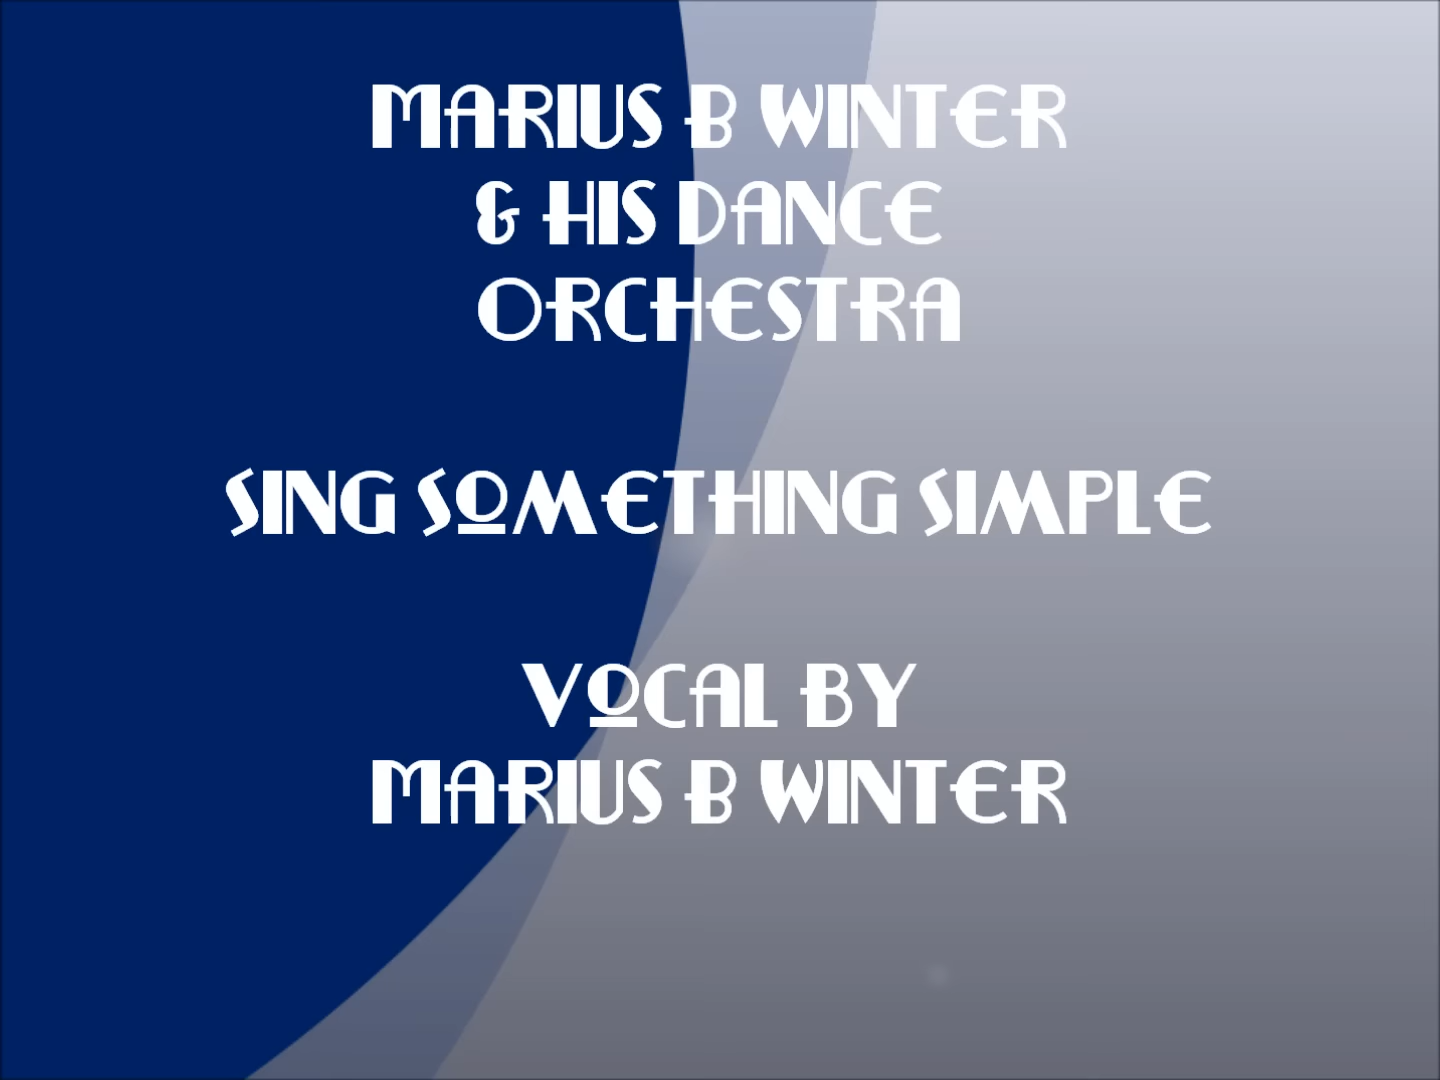 MARIUS B WINTER
& HIS DANCE
ORCHESTRA
SING SOMETHING SIMPLE
VOCAL BY
MARIUS B WINTER